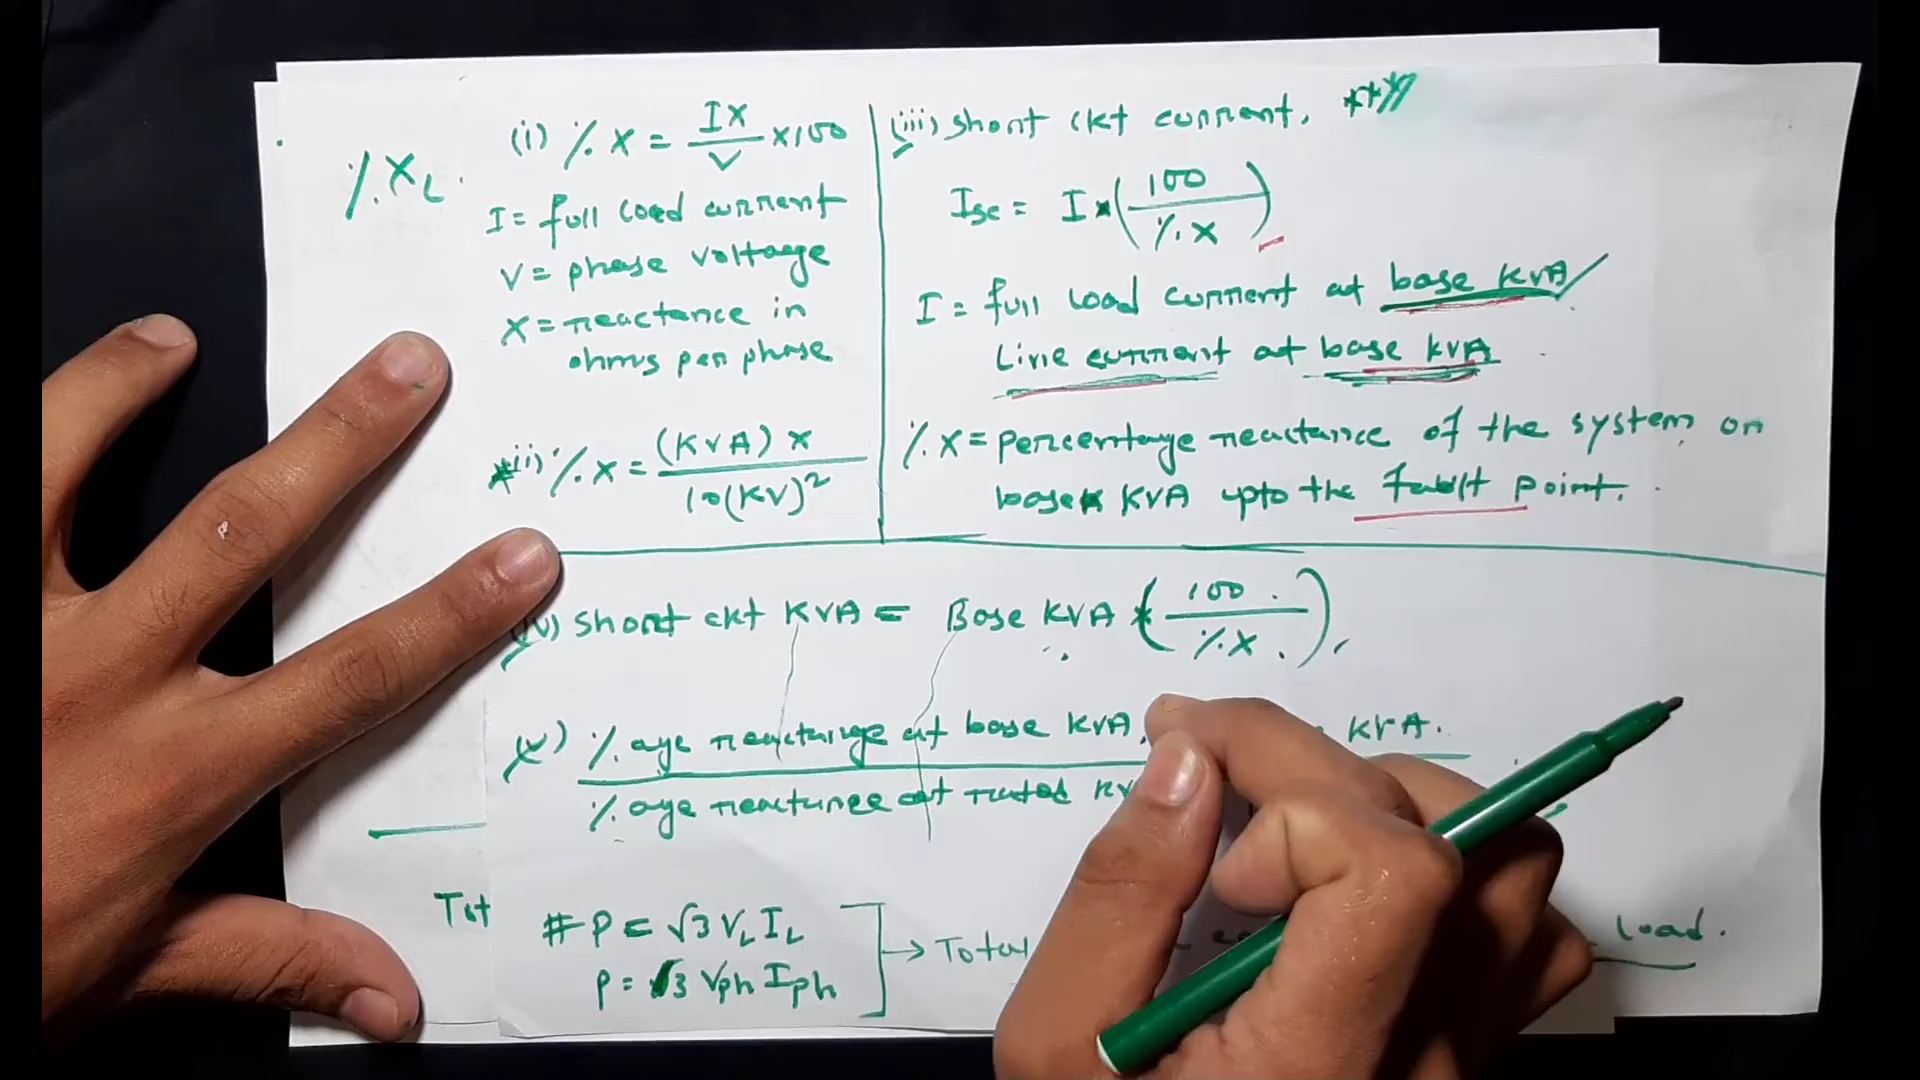 %XL.
(i) %X = IX/V ×100
I = full load current
V = phase voltage
X = reactance in
ohms per phase
*ii) %X = (KVA) X / 10(KV)²
(iii) short ckt current. ***
Isc = I*(100 / %X)
I = full load current at base KVA
Line current at base KVA
%X = percentage reactance of the system on
base KVA upto the fault point.
(iv) short ckt KVA = Base KVA * (100 / %X)
(v) %age reactance at base KVA
KVA.
%age reactance at rated KV
Tot
# P = √3 VL IL
P = √3 Vph Iph
→ Total
load.